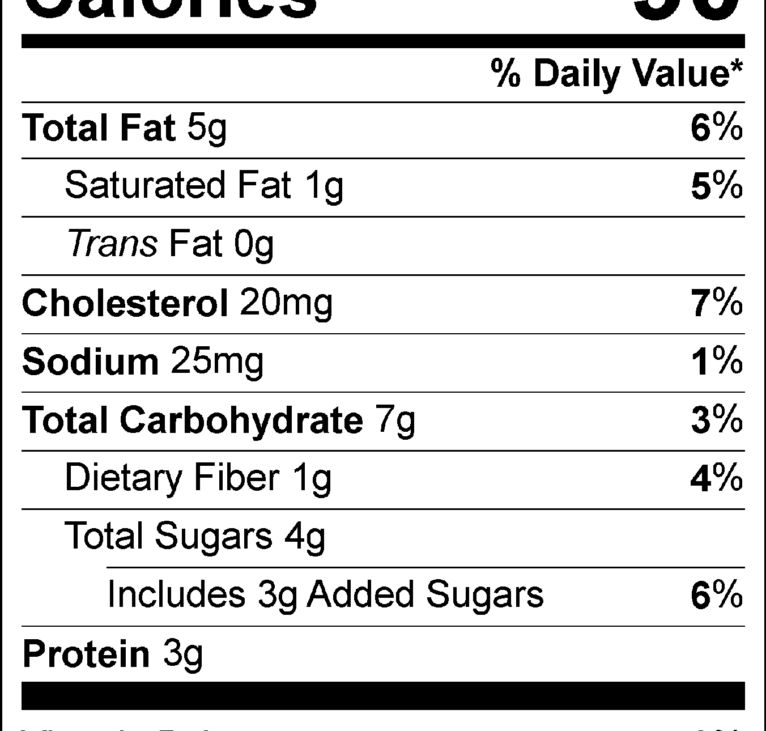 Calories
% Daily Value*
Total Fat 5g 6%
Saturated Fat 1g 5%
Trans Fat 0g
Cholesterol 20mg 7%
Sodium 25mg 1%
Total Carbohydrate 7g 3%
Dietary Fiber 1g 4%
Total Sugars 4g
Includes 3g Added Sugars 6%
Protein 3g